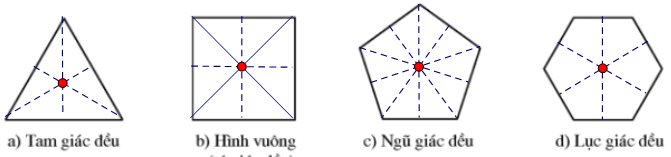 a) Tam giác đều
b) Hình vuông
c) Ngũ giác đều
d) Lục giác đều